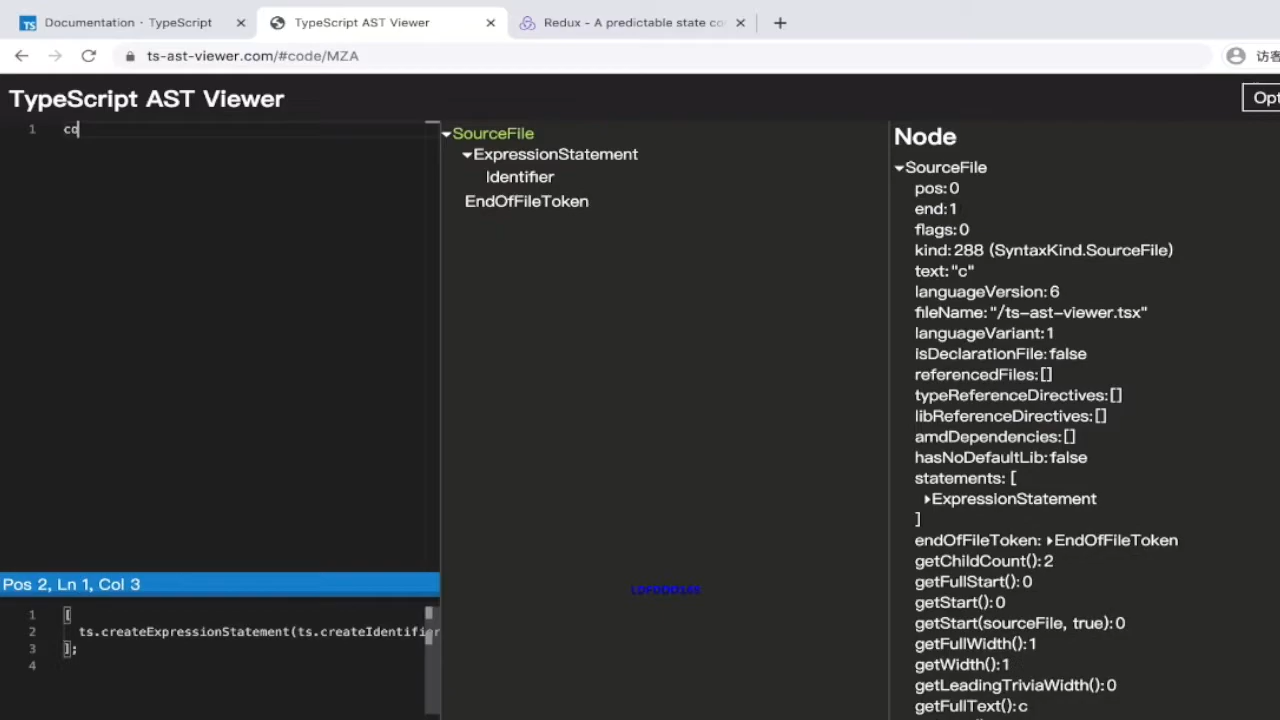 Documentation · TypeScript
TypeScript AST Viewer
Redux - A predictable state co
ts-ast-viewer.com/#code/MZA
访客
TypeScript AST Viewer
Opt
1 co
Pos 2, Ln 1, Col 3
1 [
2 ts.createExpressionStatement(ts.createIdentifier
3 ];
4
SourceFile
ExpressionStatement
Identifier
EndOfFileToken
Node
SourceFile
pos: 0
end: 1
flags: 0
kind: 288 (SyntaxKind.SourceFile)
text: "c"
languageVersion: 6
fileName: "/ts-ast-viewer.tsx"
languageVariant: 1
isDeclarationFile: false
referencedFiles: []
typeReferenceDirectives: []
libReferenceDirectives: []
amdDependencies: []
hasNoDefaultLib: false
statements: [
ExpressionStatement
]
endOfFileToken: EndOfFileToken
getChildCount(): 2
getFullStart(): 0
getStart(): 0
getStart(sourceFile, true): 0
getFullWidth(): 1
getWidth(): 1
getLeadingTriviaWidth(): 0
getFullText(): c